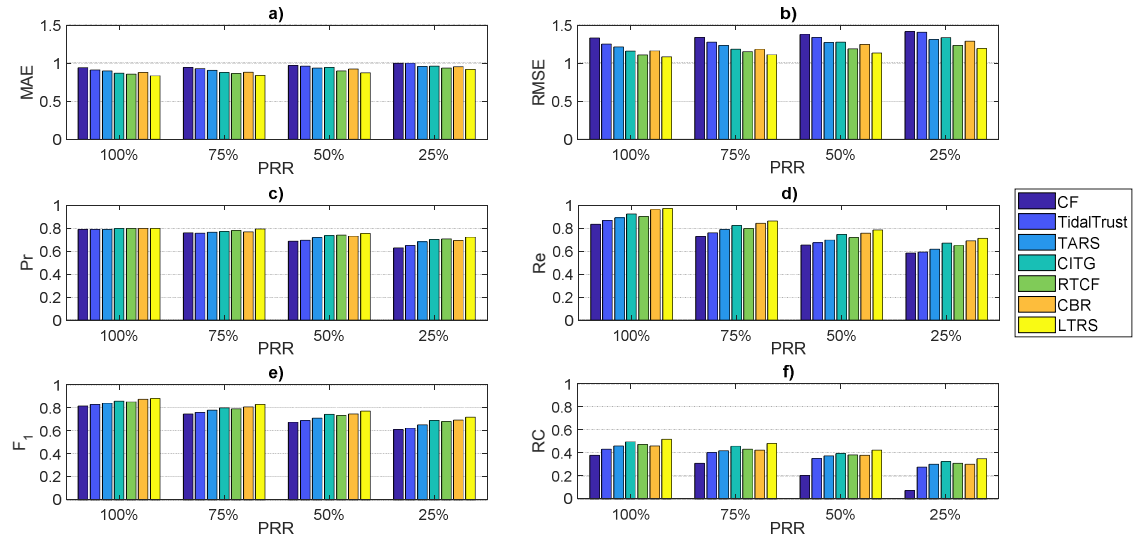 a)
1.5
1
0.5
0
MAE
100% 75% 50% 25%
PRR
b)
1.5
1
0.5
0
RMSE
100% 75% 50% 25%
PRR
c)
1
0.8
0.6
0.4
0.2
0
Pr
100% 75% 50% 25%
PRR
d)
1
0.8
0.6
0.4
0.2
0
Re
100% 75% 50% 25%
PRR
CF
TidalTrust
TARS
CITG
RTCF
CBR
LTRS
e)
1
0.8
0.6
0.4
0.2
0
F1
100% 75% 50% 25%
PRR
f)
1
0.8
0.6
0.4
0.2
0
RC
100% 75% 50% 25%
PRR